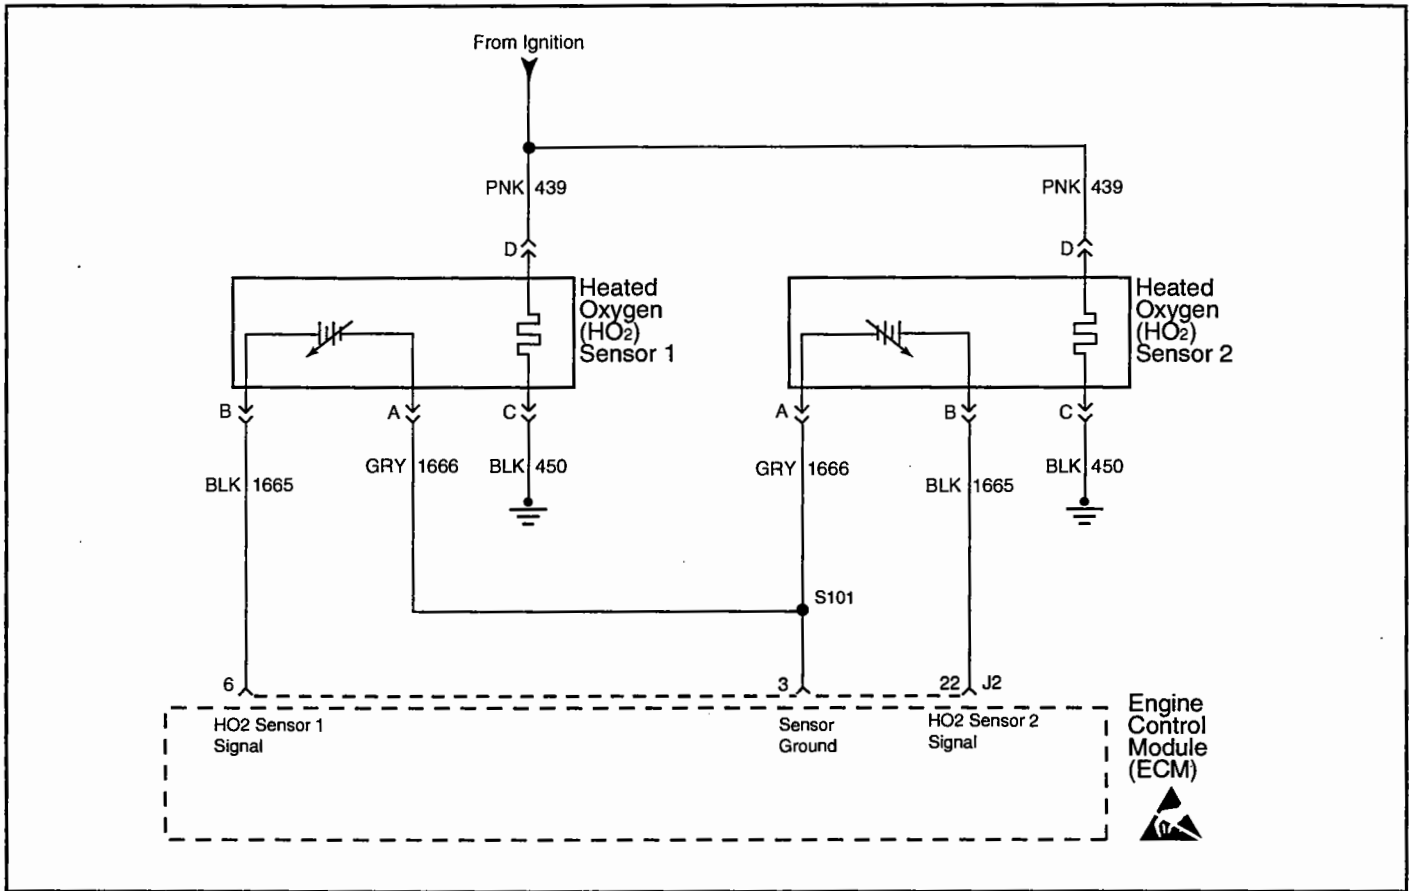 From Ignition
PNK 439
PNK 439
D
D
Heated
Oxygen
(HO2)
Sensor 1
Heated
Oxygen
(HO2)
Sensor 2
B
A
C
A
B
C
BLK 1665
GRY 1666
BLK 450
GRY 1666
BLK 1665
BLK 450
S101
6
3
22 J2
HO2 Sensor 1
Signal
Sensor
Ground
HO2 Sensor 2
Signal
Engine
Control
Module
(ECM)